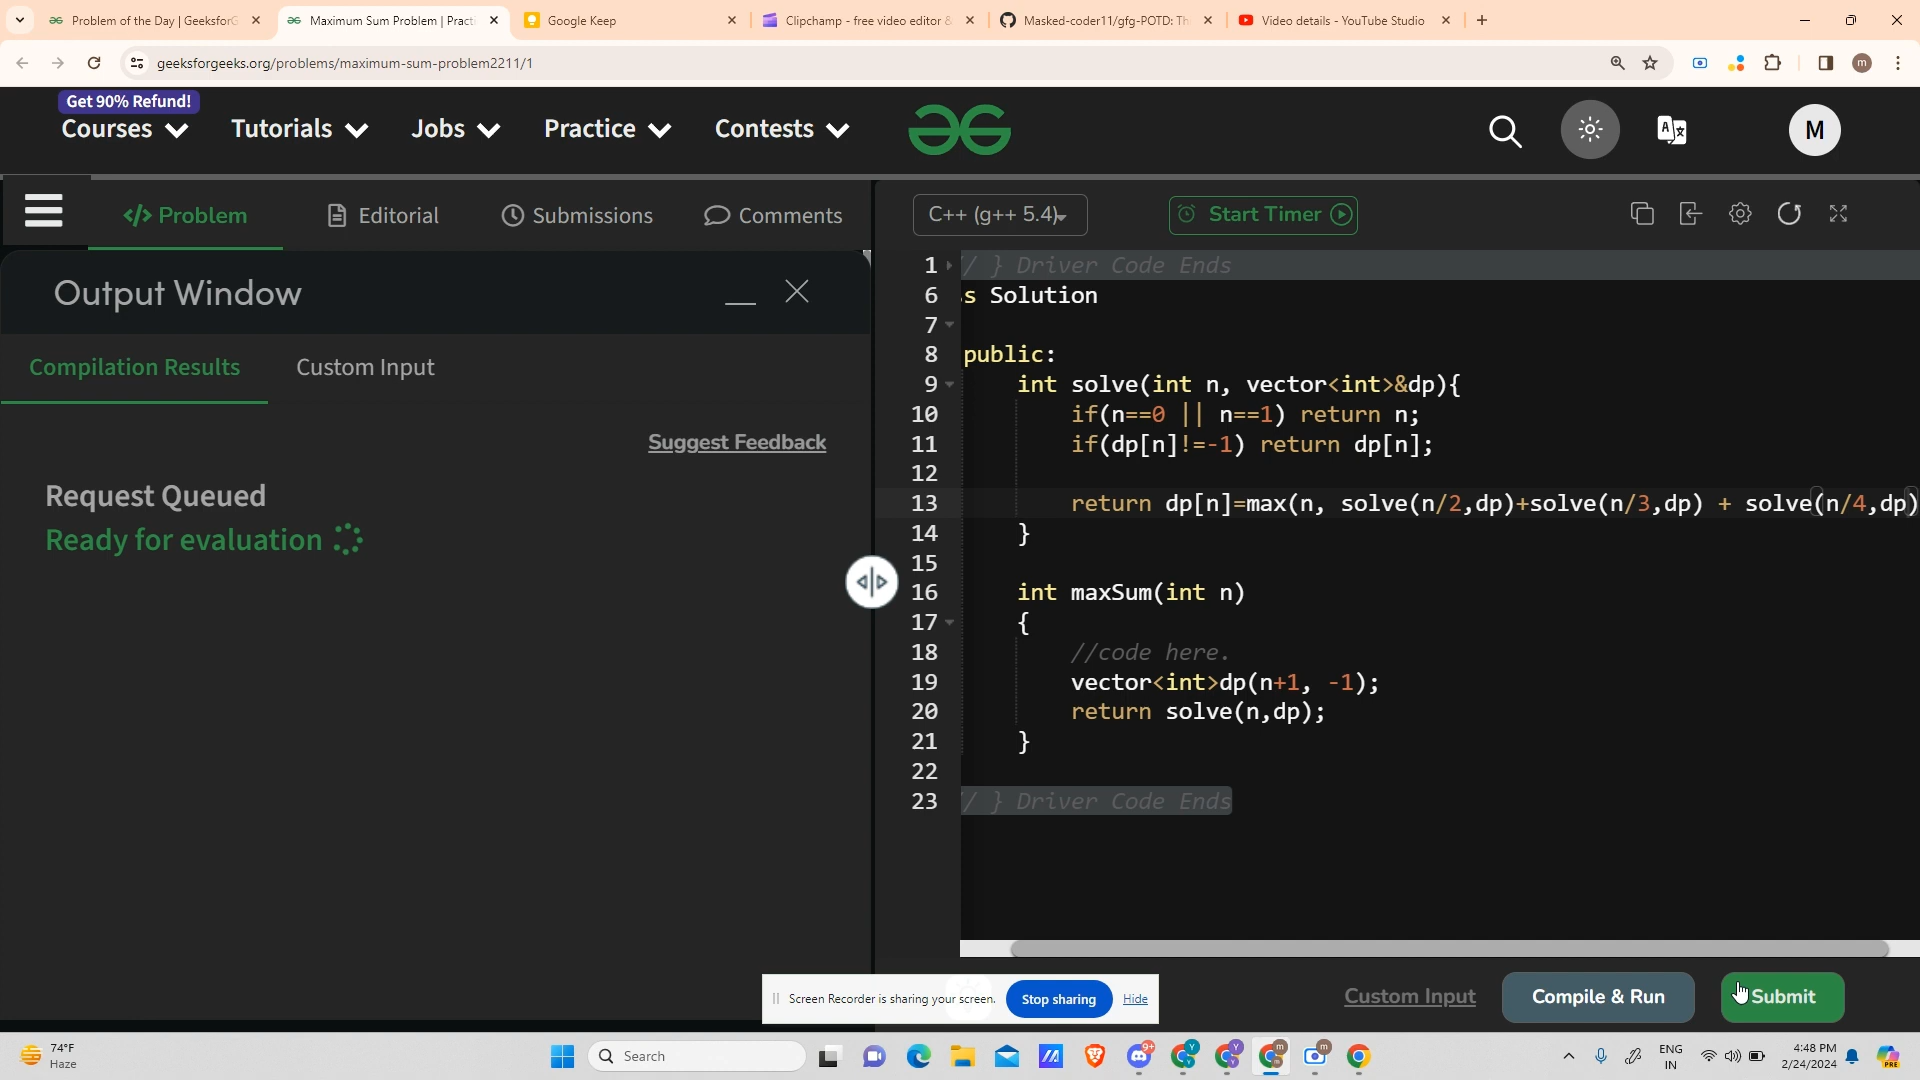 Problem of the Day | GeeksforG
Maximum Sum Problem | Pract
Google Keep
Clipchamp - free video editor &
Masked-coder11/gfg-POTD: Th
Video details - YouTube Studio
geeksforgeeks.org/problems/maximum-sum-problem2211/1
m
Get 90% Refund!
Courses
Tutorials
Jobs
Practice
Contests
M
</> Problem
Editorial
Submissions
Comments
C++ (g++ 5.4)
Start Timer
Output Window
Compilation Results
Custom Input
Suggest Feedback
Request Queued
Ready for evaluation
1 / } Driver Code Ends
6 s Solution
7
8 public:
9 int solve(int n, vector<int>&dp){
10 if(n==0 || n==1) return n;
11 if(dp[n]!=-1) return dp[n];
12
13 return dp[n]=max(n, solve(n/2,dp)+solve(n/3,dp) + solve(n/4,dp)
14 }
15
16 int maxSum(int n)
17 {
18 //code here.
19 vector<int>dp(n+1, -1);
20 return solve(n,dp);
21 }
22
23 / } Driver Code Ends
Screen Recorder is sharing your screen.
Stop sharing
Hide
Custom Input
Compile & Run
Submit
74°F
Haze
Search
9+
Y
Y
m
m
ENG
IN
4:48 PM
2/24/2024
PRE